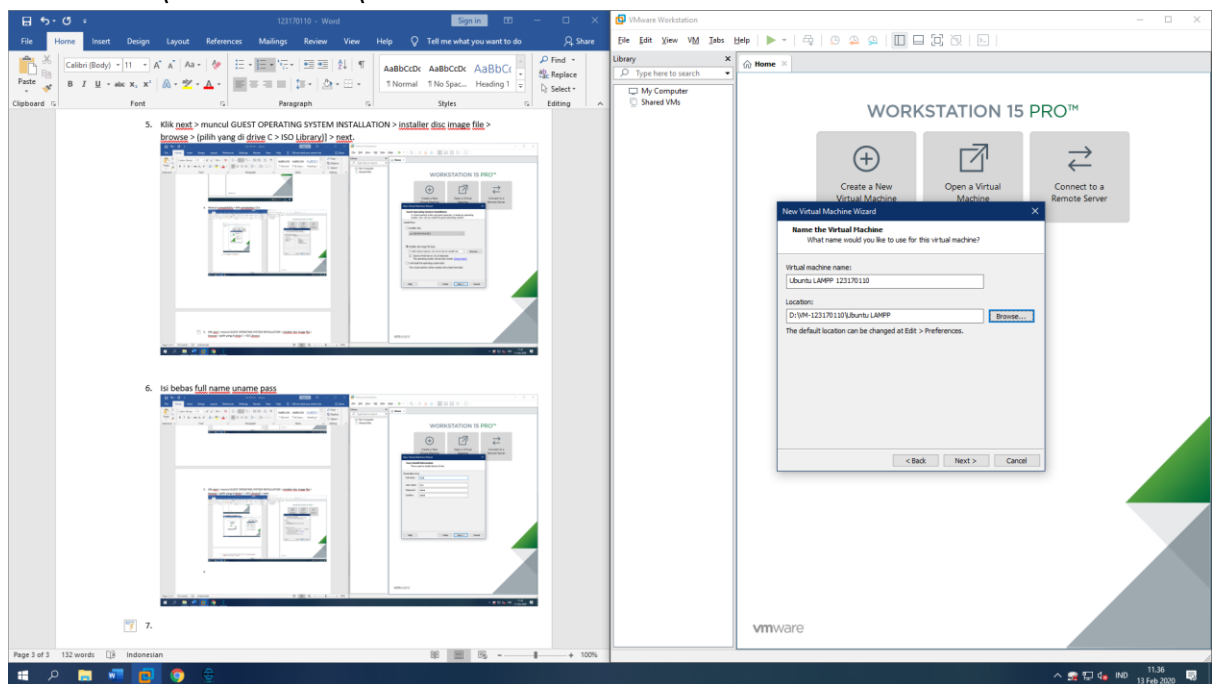 123170110 - Word
Sign in
File Home Insert Design Layout References Mailings Review View Help Tell me what you want to do Share
Paste
Calibri (Body) 11
B I U abc
AaBbCcDc AaBbCcDc AaBbCc
¶ Normal ¶ No Spac... Heading 1
Find
Replace
Select
Clipboard Font Paragraph Styles Editing
5. Klik next > muncul GUEST OPERATING SYSTEM INSTALLATION > installer disc image file >
browse > (pilih yang di drive C > ISO Library)] > next.
WORKSTATION 15 PRO™
6. Isi bebas full name uname pass
WORKSTATION 15 PRO™
7.
Page 3 of 3 132 words Indonesian 100%
VMware Workstation
File Edit View VM Tabs Help
Library
Type here to search
My Computer
Shared VMs
Home
WORKSTATION 15 PRO™
Create a New
Virtual Machine
Open a Virtual
Machine
Connect to a
Remote Server
New Virtual Machine Wizard
Name the Virtual Machine
What name would you like to use for this virtual machine?
Virtual machine name:
Ubuntu LAMPP 123170110
Location:
D:\VM-123170110\Ubuntu LAMPP
Browse...
The default location can be changed at Edit > Preferences.
< Back Next > Cancel
vmware
IND
11.36
13 Feb 2020